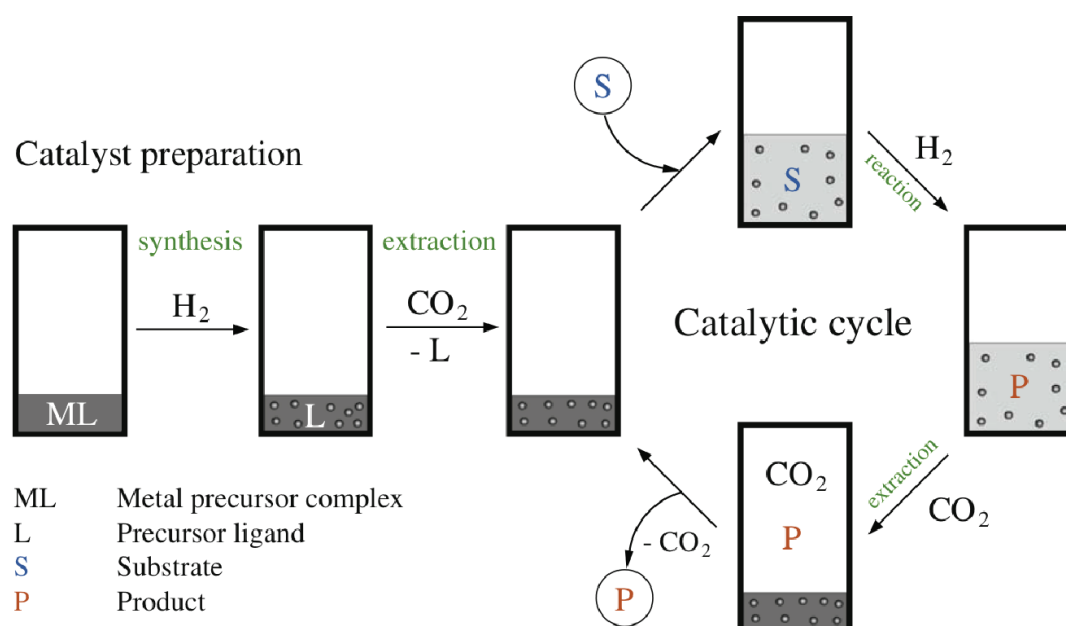 Catalyst preparation
ML
synthesis
H₂
L
extraction
CO₂
- L
Catalytic cycle
S
S
H₂
reaction
P
extraction
CO₂
CO₂
P
- CO₂
P
ML Metal precursor complex
L Precursor ligand
S Substrate
P Product